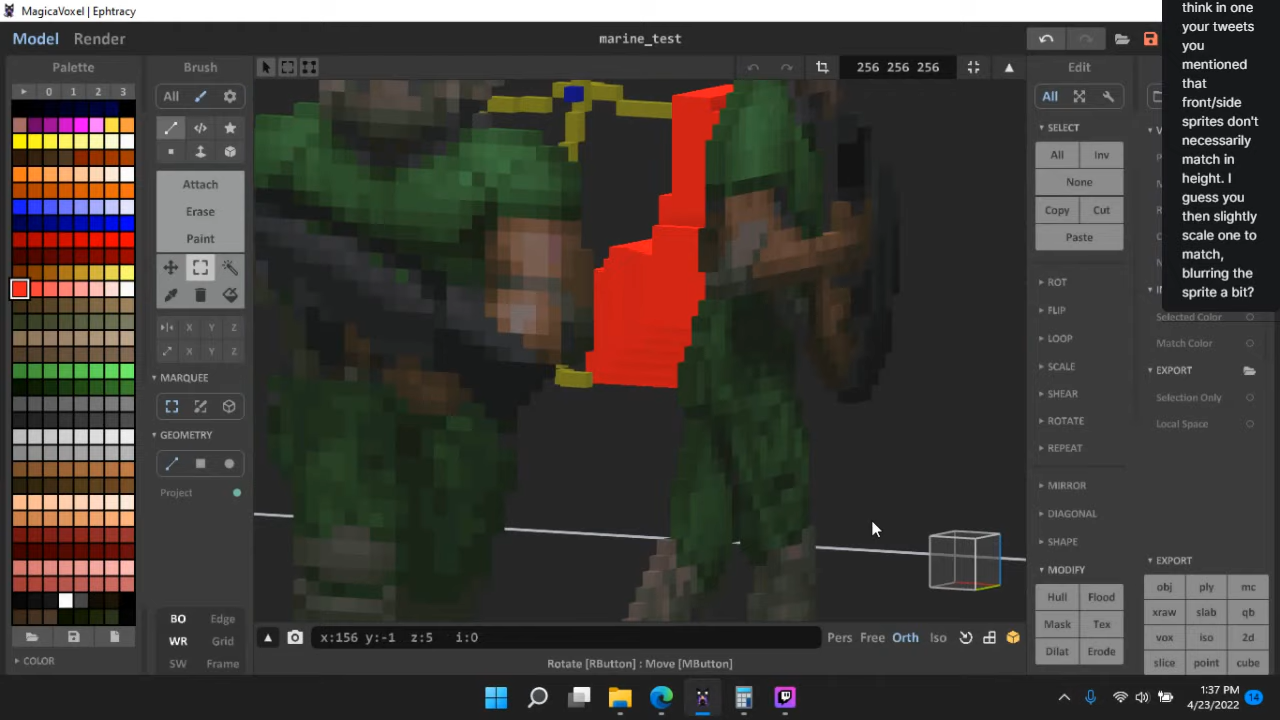 MagicaVoxel | Ephtracy
Model Render
marine_test
think in one
your tweets
you
mentioned
that
front/side
sprites don't
necessarily
match in
height. I
guess you
then slightly
scale one to
match,
blurring the
sprite a bit?
Palette
0 1 2 3
COLOR
Brush
All
Attach
Erase
Paint
X Y Z
X Y Z
MARQUEE
GEOMETRY
Project
BO Edge
WR Grid
SW Frame
256 256 256
x:156 y:-1 z:5 i:0
Pers Free Orth Iso
Rotate [RButton] : Move [MButton]
Edit
All
SELECT
All Inv
None
Copy Cut
Paste
ROT
FLIP
LOOP
SCALE
SHEAR
ROTATE
REPEAT
MIRROR
DIAGONAL
SHAPE
MODIFY
Hull Flood
Mask Tex
Dilat Erode
Selected Color
Match Color
EXPORT
Selection Only
Local Space
EXPORT
obj ply mc
xraw slab qb
vox iso 2d
slice point cube
1:37 PM
4/23/2022
14